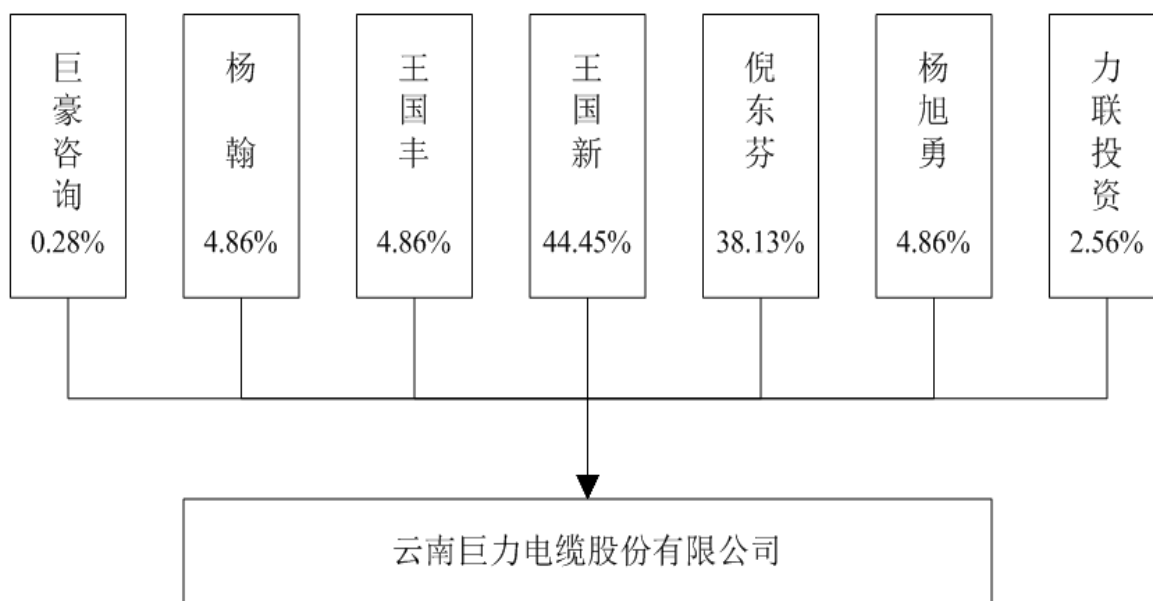 巨豪咨询
0.28%
杨翰
4.86%
王国丰
4.86%
王国新
44.45%
倪东芬
38.13%
杨旭勇
4.86%
力联投资
2.56%
云南巨力电缆股份有限公司